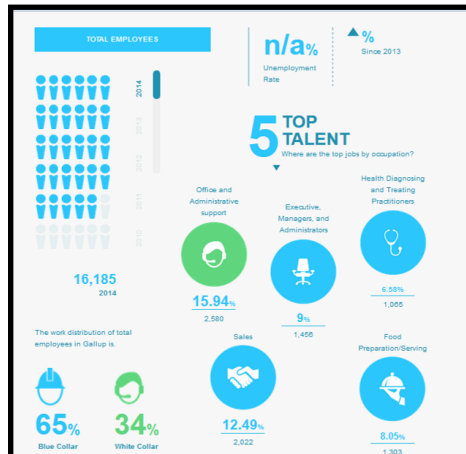 TOTAL EMPLOYEES
n/a%
Unemployment
Rate
%
Since 2013
2014
5 TOP
TALENT
Where are the top jobs by occupation?
16,185
2014
The work distribution of total
employees in Gallup is.
65%
Blue Collar
34%
White Collar
Office and
Administrative
support
15.94%
2,580
Executive,
Managers, and
Administrators
9%
1,456
Health Diagnosing
and Treating
Practitioners
6.58%
1,065
Sales
12.49%
2,022
Food
Preparation/Serving
8.05%
1,303